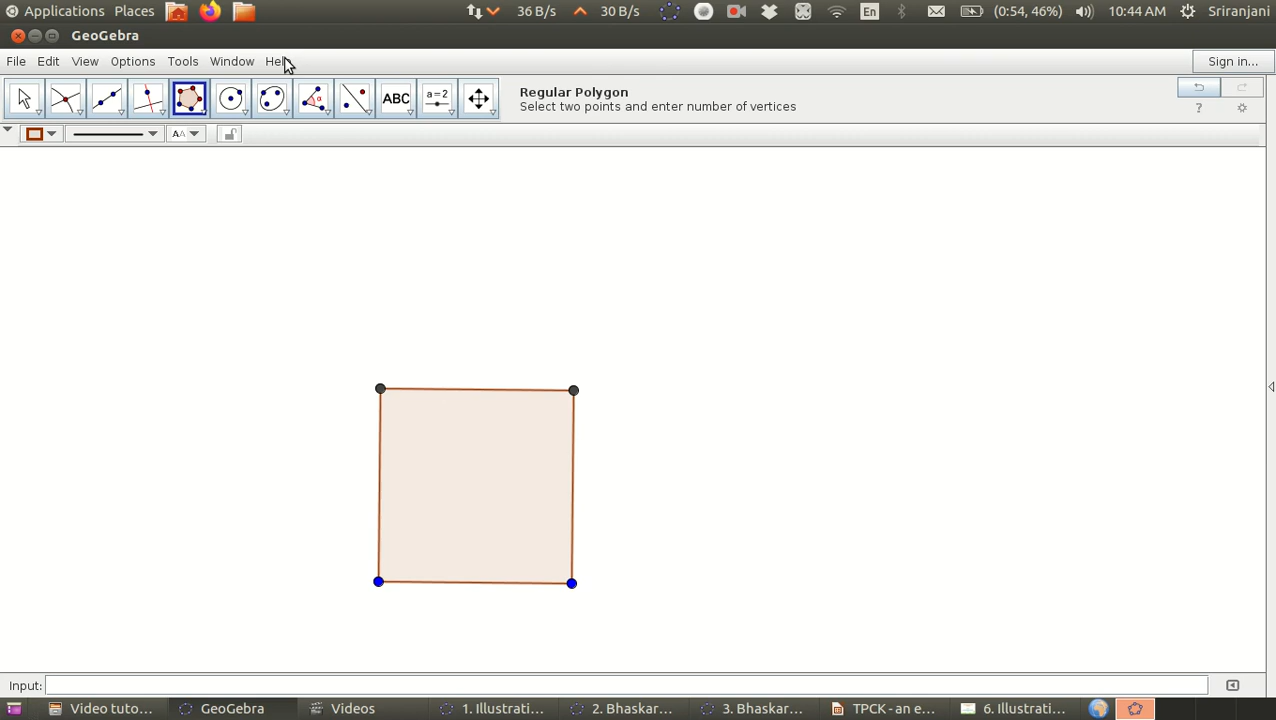 Applications Places 36 B/s 30 B/s En (0:54, 46%) 10:44 AM Sriranjani
GeoGebra
File Edit View Options Tools Window Help Sign in...
ABC a=2 Regular Polygon
Select two points and enter number of vertices
?
AA
Input:
Video tuto... GeoGebra Videos 1. Illustrati... 2. Bhaskar... 3. Bhaskar... TPCK - an e... 6. Illustrati...